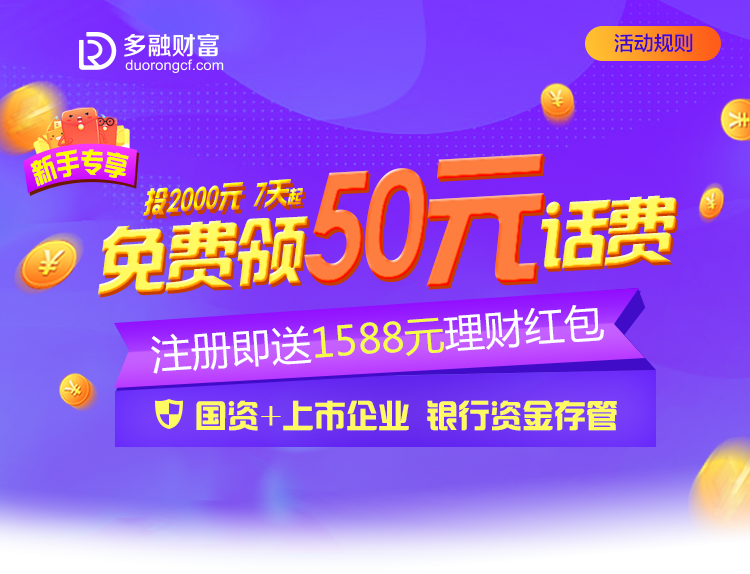 多融财富
duorongcf.com
活动规则
新手专享
投2000元 7天起
免费领50元话费
注册即送1588元理财红包
国资+上市企业 银行资金存管